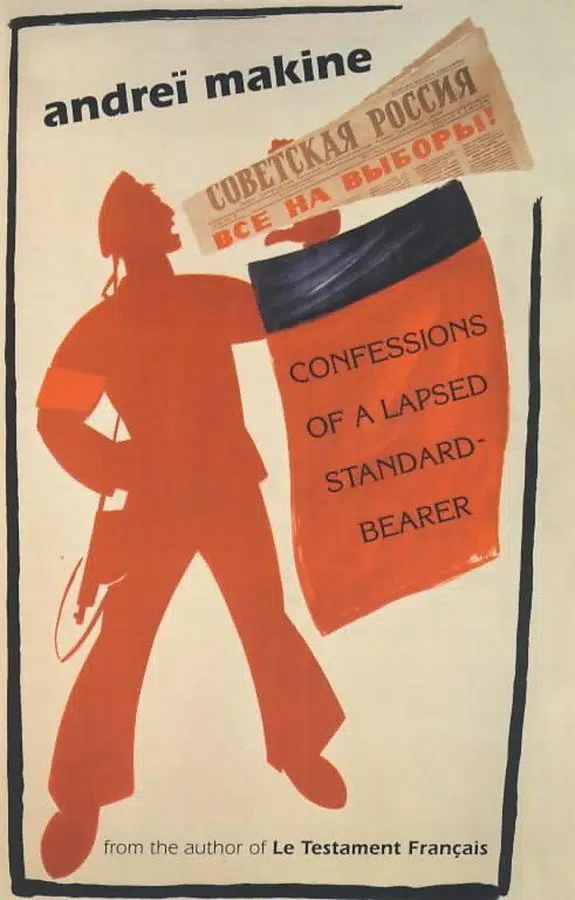 andreï makine
СОВЕТСКАЯ РОССИЯ
ВСЕ НА ВЫБОРЫ!
CONFESSIONS
OF A LAPSED
STANDARD-
BEARER
from the author of Le Testament Français